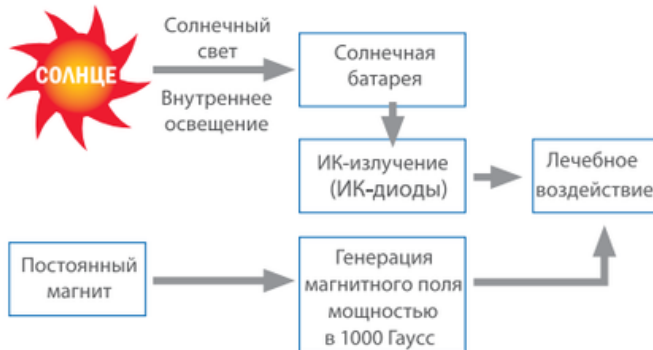 СОЛНЦЕ
Солнечный
свет
Внутреннее
освещение
Солнечная
батарея
ИК-излучение
(ИК-диоды)
Лечебное
воздействие
Постоянный
магнит
Генерация
магнитного поля
мощностью
в 1000 Гаусс